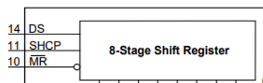 14 DS
11 SHCP
10 MR
8-Stage Shift Register